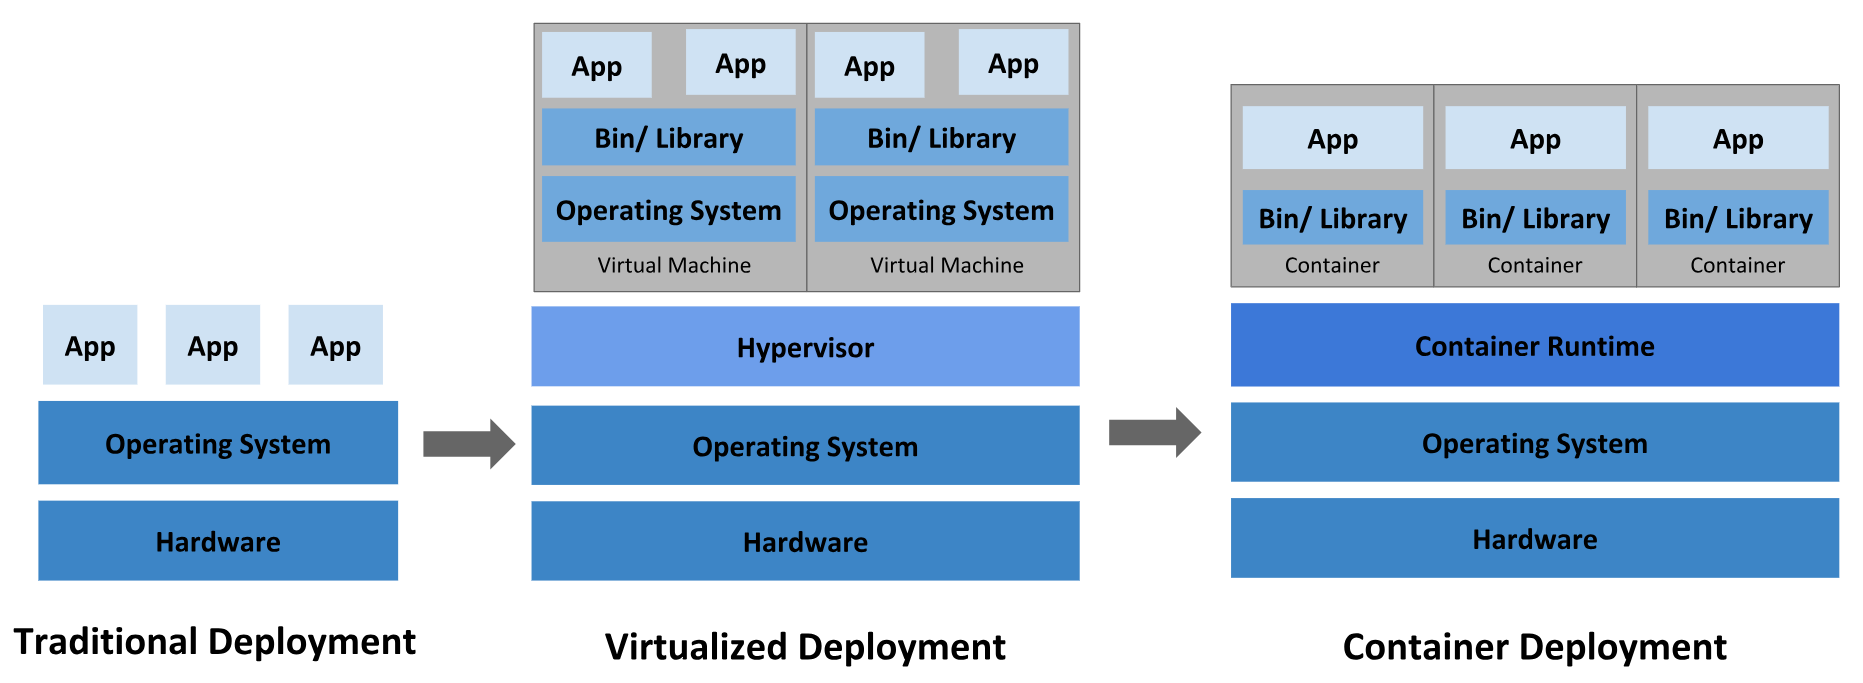 App
App
App
Operating System
Hardware
Traditional Deployment
App
App
App
App
Bin/ Library
Bin/ Library
Operating System
Operating System
Virtual Machine
Virtual Machine
Hypervisor
Operating System
Hardware
Virtualized Deployment
App
App
App
Bin/ Library
Bin/ Library
Bin/ Library
Container
Container
Container
Container Runtime
Operating System
Hardware
Container Deployment